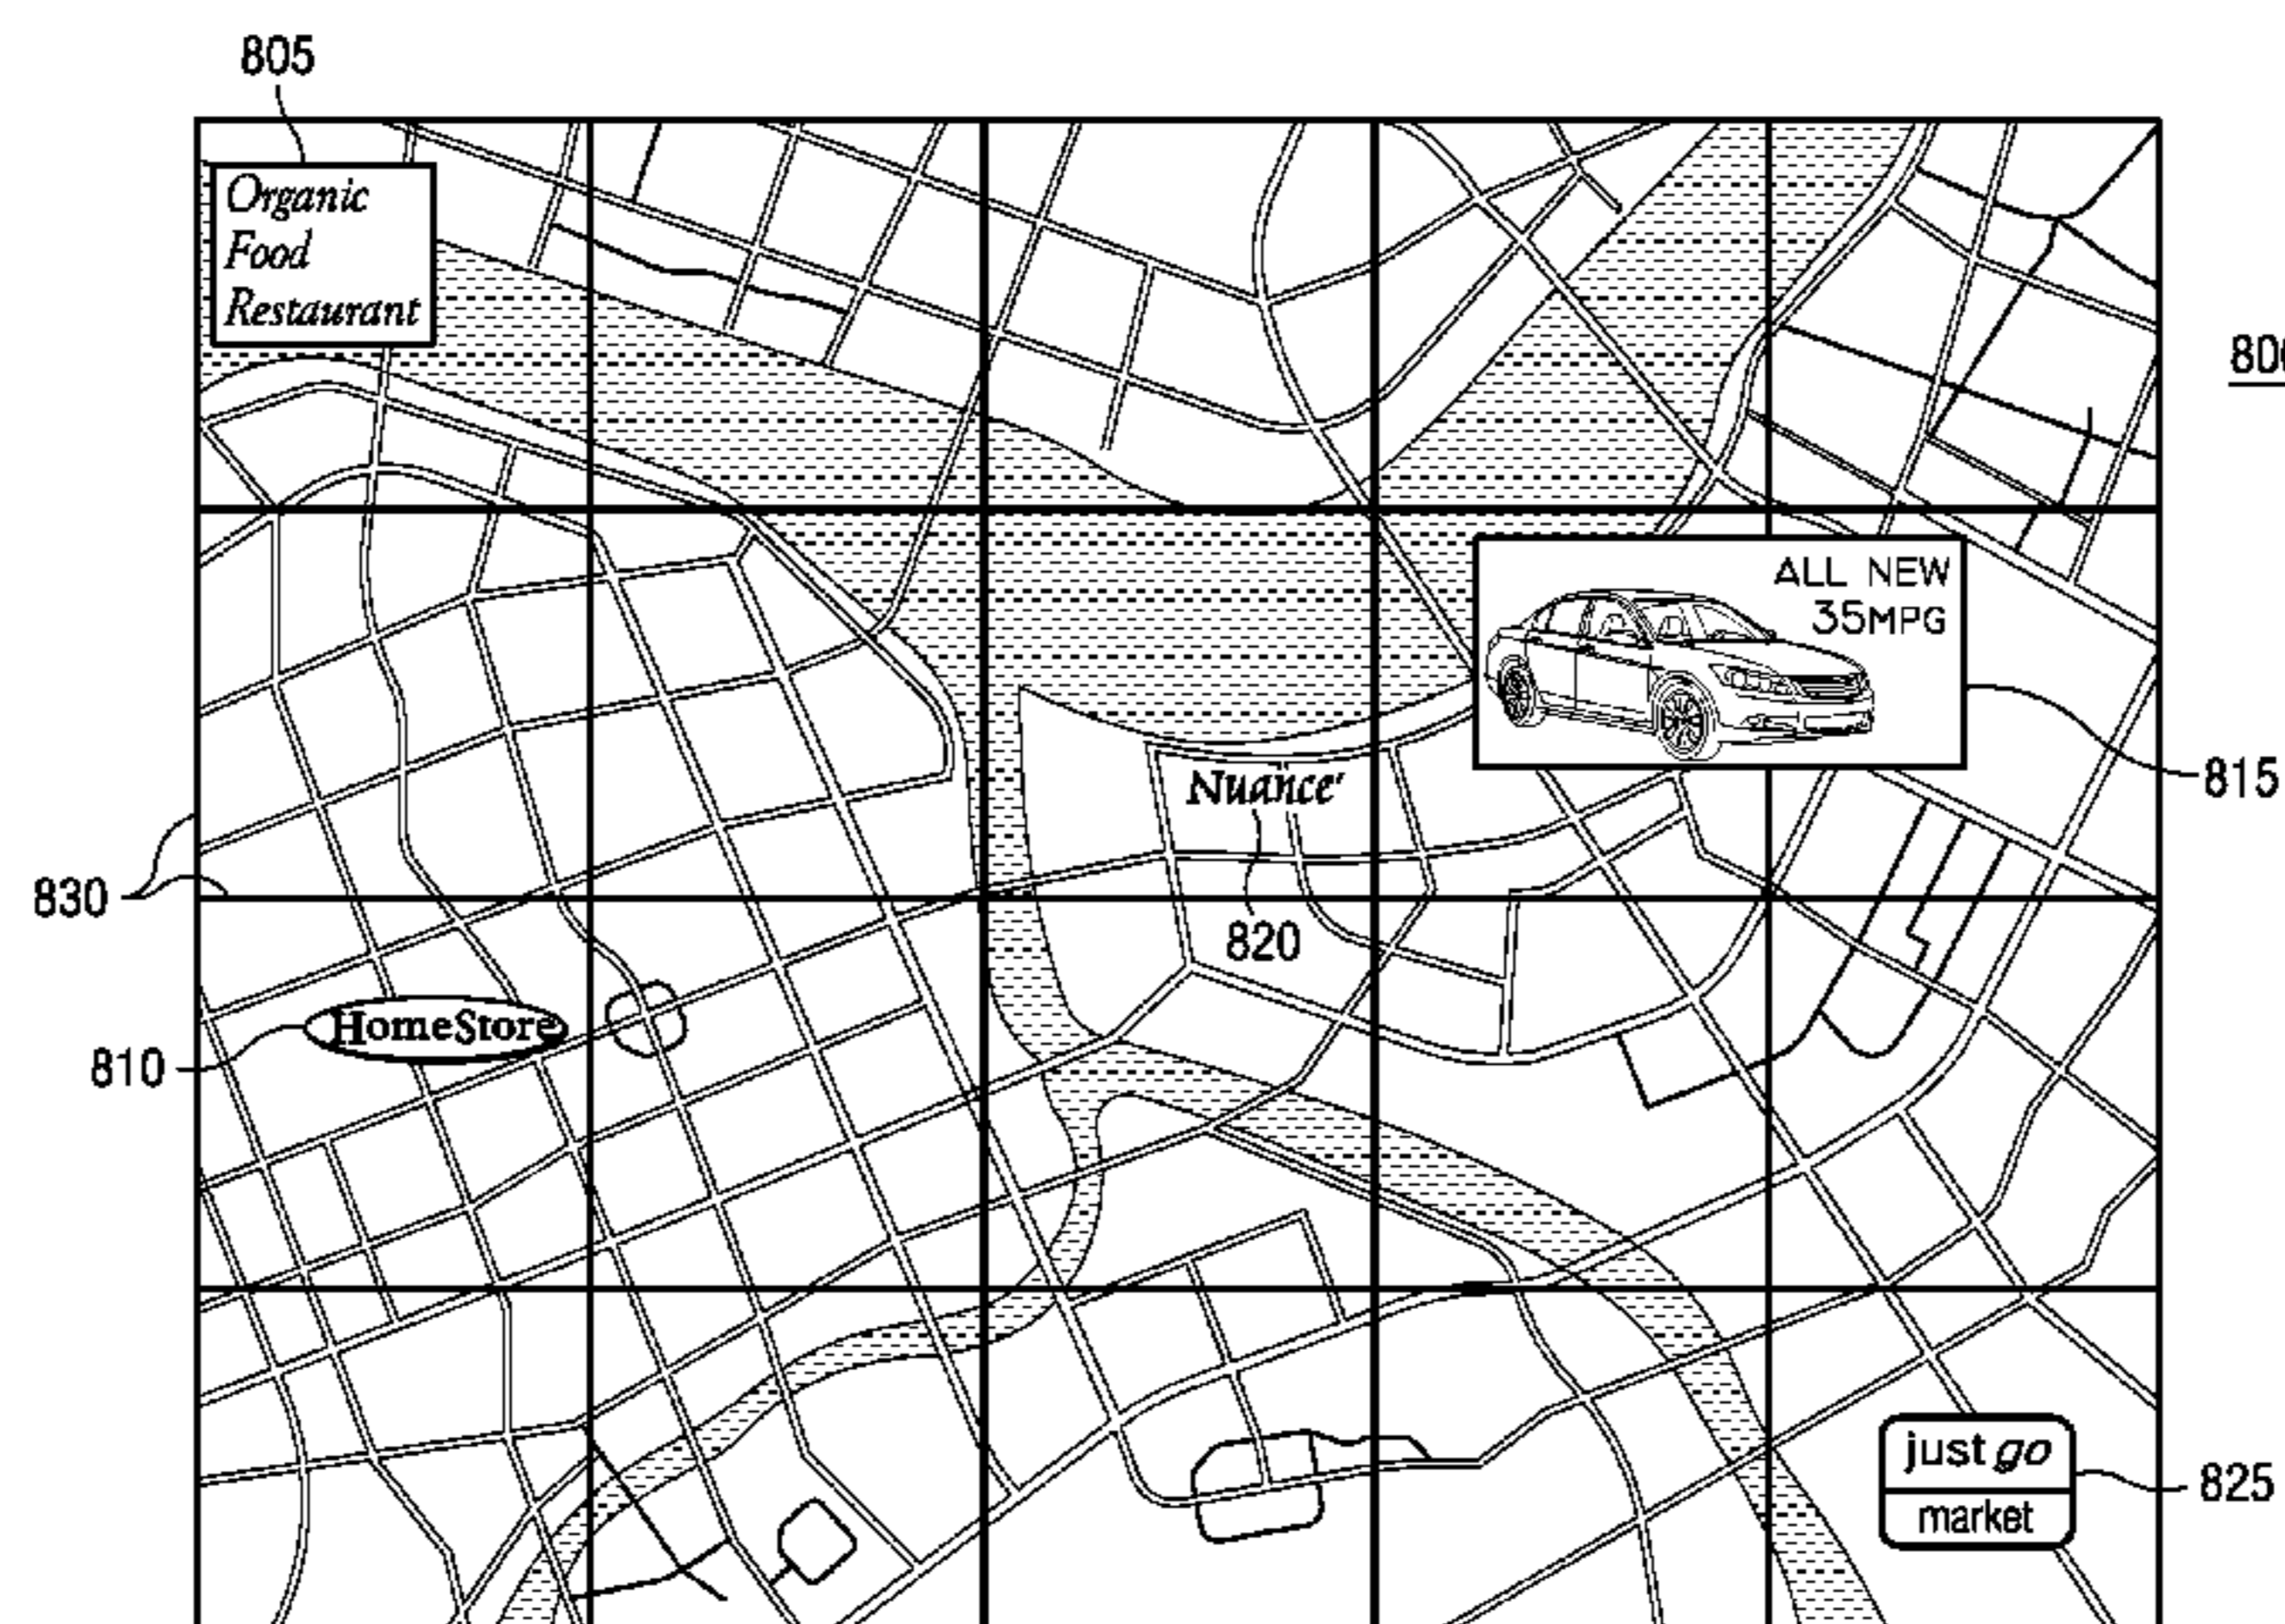 805
Organic
Food
Restaurant
ALL NEW
35MPG
815
Nuance
830
820
HomeStore
810
just go
market
825